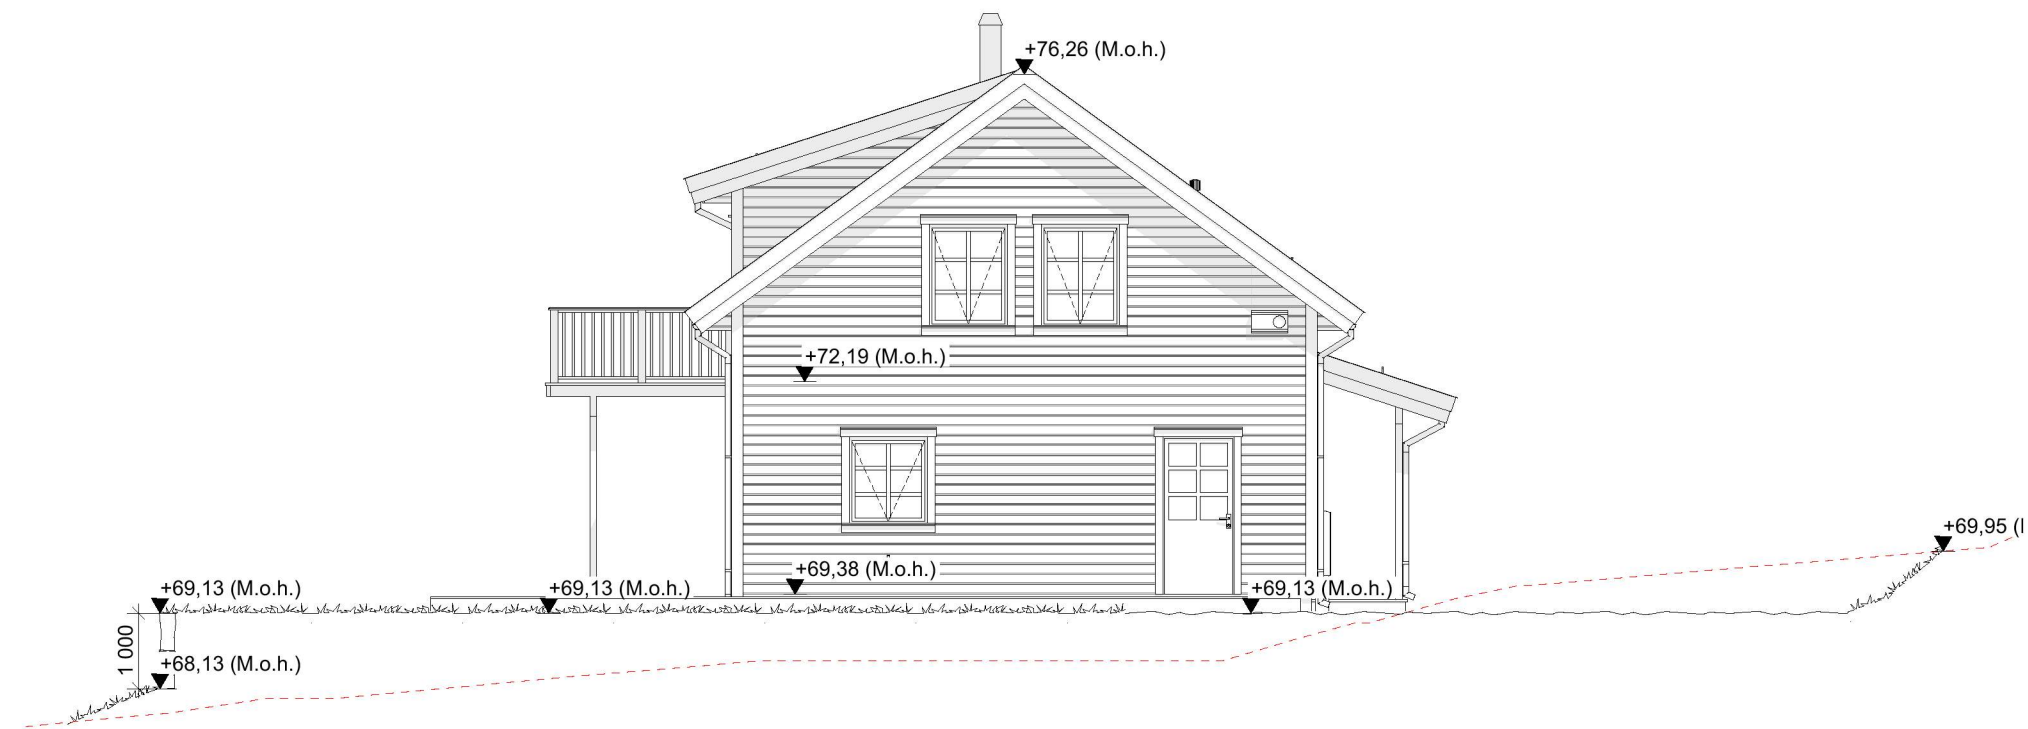 +76,26 (M.o.h.)
+72,19 (M.o.h.)
+69,95 (
+69,38 (M.o.h.)
+69,13 (M.o.h.)
+69,13 (M.o.h.)
+69,13 (M.o.h.)
1 000
+68,13 (M.o.h.)